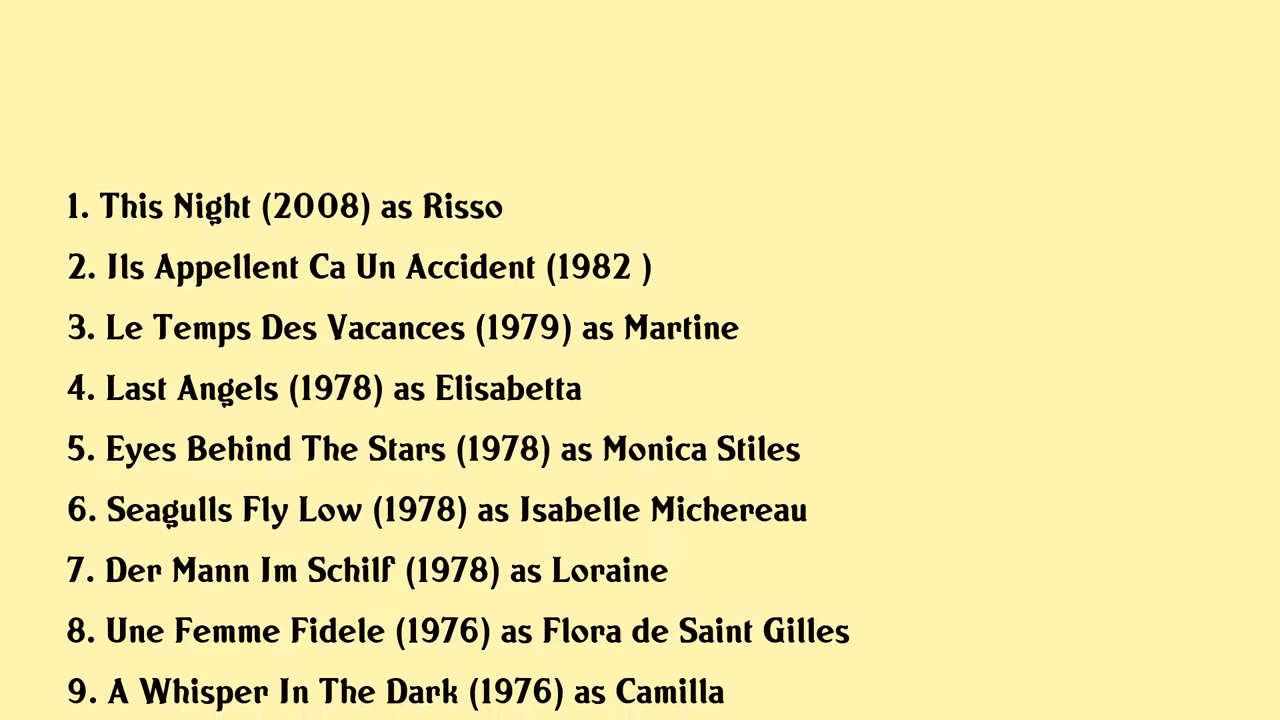 1. This Night (2008) as Risso
2. Ils Appellent Ca Un Accident (1982 )
3. Le Temps Des Vacances (1979) as Martine
4. Last Angels (1978) as Elisabetta
5. Eyes Behind The Stars (1978) as Monica Stiles
6. Seagulls Fly Low (1978) as Isabelle Michereau
7. Der Mann Im Schilf (1978) as Loraine
8. Une Femme Fidele (1976) as Flora de Saint Gilles
9. A Whisper In The Dark (1976) as Camilla